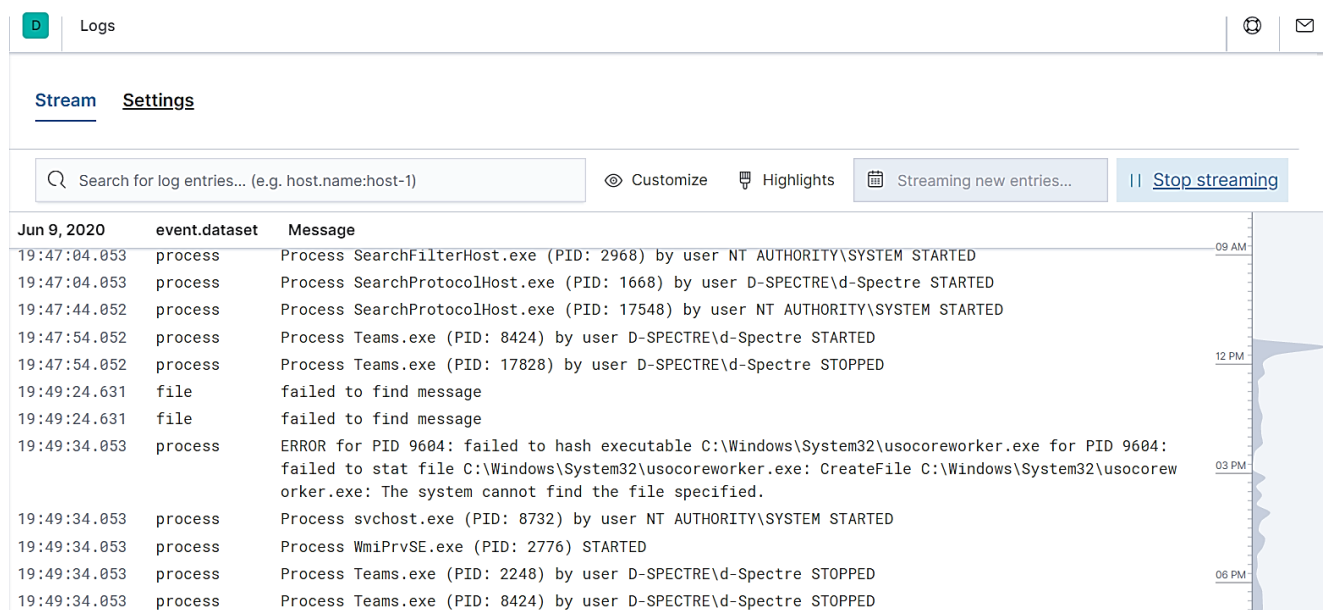 D Logs
Stream Settings
Search for log entries... (e.g. host.name:host-1) Customize Highlights Streaming new entries... Stop streaming
Jun 9, 2020 event.dataset Message
19:47:04.053 process Process SearchFilterHost.exe (PID: 2968) by user NT AUTHORITY\SYSTEM STARTED
09 AM
19:47:04.053 process Process SearchProtocolHost.exe (PID: 1668) by user D-SPECTRE\d-Spectre STARTED
19:47:44.052 process Process SearchProtocolHost.exe (PID: 17548) by user NT AUTHORITY\SYSTEM STARTED
19:47:54.052 process Process Teams.exe (PID: 8424) by user D-SPECTRE\d-Spectre STARTED
12 PM
19:47:54.052 process Process Teams.exe (PID: 17828) by user D-SPECTRE\d-Spectre STOPPED
19:49:24.631 file failed to find message
19:49:24.631 file failed to find message
19:49:34.053 process ERROR for PID 9604: failed to hash executable C:\Windows\System32\usocoreworker.exe for PID 9604:
failed to stat file C:\Windows\System32\usocoreworker.exe: CreateFile C:\Windows\System32\usocorew
03 PM
orker.exe: The system cannot find the file specified.
19:49:34.053 process Process svchost.exe (PID: 8732) by user NT AUTHORITY\SYSTEM STARTED
19:49:34.053 process Process WmiPrvSE.exe (PID: 2776) STARTED
19:49:34.053 process Process Teams.exe (PID: 2248) by user D-SPECTRE\d-Spectre STOPPED
06 PM
19:49:34.053 process Process Teams.exe (PID: 8424) by user D-SPECTRE\d-Spectre STOPPED